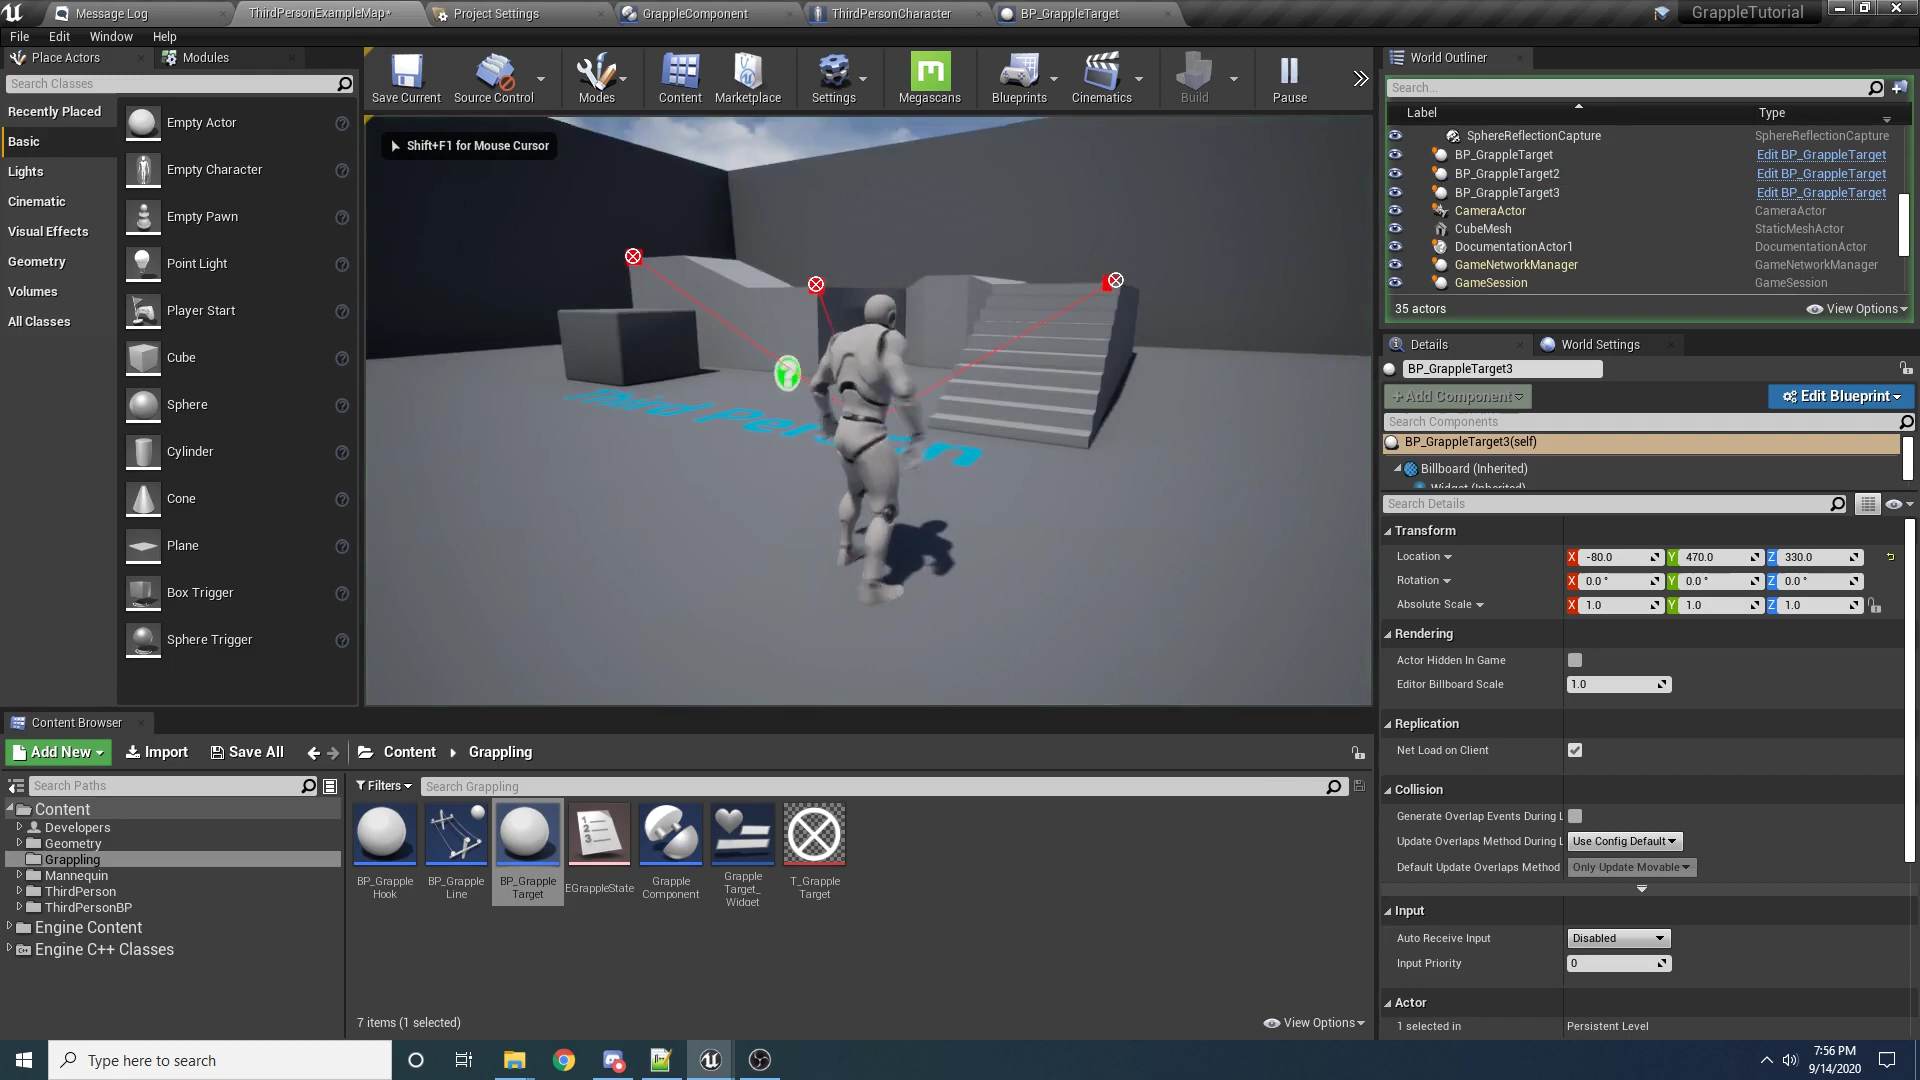 Message Log
ThirdPersonExampleMap*
Project Settings
GrappleComponent
ThirdPersonCharacter
BP_GrappleTarget
GrappleTutorial
File Edit Window Help
Place Actors
Modules
Search Classes
Recently Placed
Basic
Lights
Cinematic
Visual Effects
Geometry
Volumes
All Classes
Empty Actor
Empty Character
Empty Pawn
Point Light
Player Start
Cube
Sphere
Cylinder
Cone
Plane
Box Trigger
Sphere Trigger
Save Current
Source Control
Modes
Content
Marketplace
Settings
Megascans
Blueprints
Cinematics
Build
Pause
Shift+F1 for Mouse Cursor
Third Person
World Outliner
Search...
Label Type
SphereReflectionCapture SphereReflectionCapture
BP_GrappleTarget Edit BP_GrappleTarget
BP_GrappleTarget2 Edit BP_GrappleTarget
BP_GrappleTarget3 Edit BP_GrappleTarget
CameraActor CameraActor
CubeMesh StaticMeshActor
DocumentationActor1 DocumentationActor
GameNetworkManager GameNetworkManager
GameSession GameSession
35 actors View Options
Details
World Settings
BP_GrappleTarget3
+Add Component Edit Blueprint
Search Components
BP_GrappleTarget3(self)
Billboard (Inherited)
Widget (Inherited)
Search Details
Transform
Location X -80.0 Y 470.0 Z 330.0
Rotation X 0.0 ° Y 0.0 ° Z 0.0 °
Absolute Scale X 1.0 Y 1.0 Z 1.0
Rendering
Actor Hidden In Game
Editor Billboard Scale 1.0
Replication
Net Load on Client
Collision
Generate Overlap Events During L
Update Overlaps Method During L Use Config Default
Default Update Overlaps Method Only Update Movable
Input
Auto Receive Input Disabled
Input Priority 0
Actor
1 selected in Persistent Level
Content Browser
Add New Import Save All Content Grappling
Search Paths
Content
Developers
Geometry
Grappling
Mannequin
ThirdPerson
ThirdPersonBP
Engine Content
Engine C++ Classes
Filters Search Grappling
BP_Grapple
Hook
BP_Grapple
Line
BP_Grapple
Target
EGrappleState
Grapple
Component
Grapple
Target_
Widget
T_Grapple
Target
7 items (1 selected) View Options
Type here to search
7:56 PM
9/14/2020